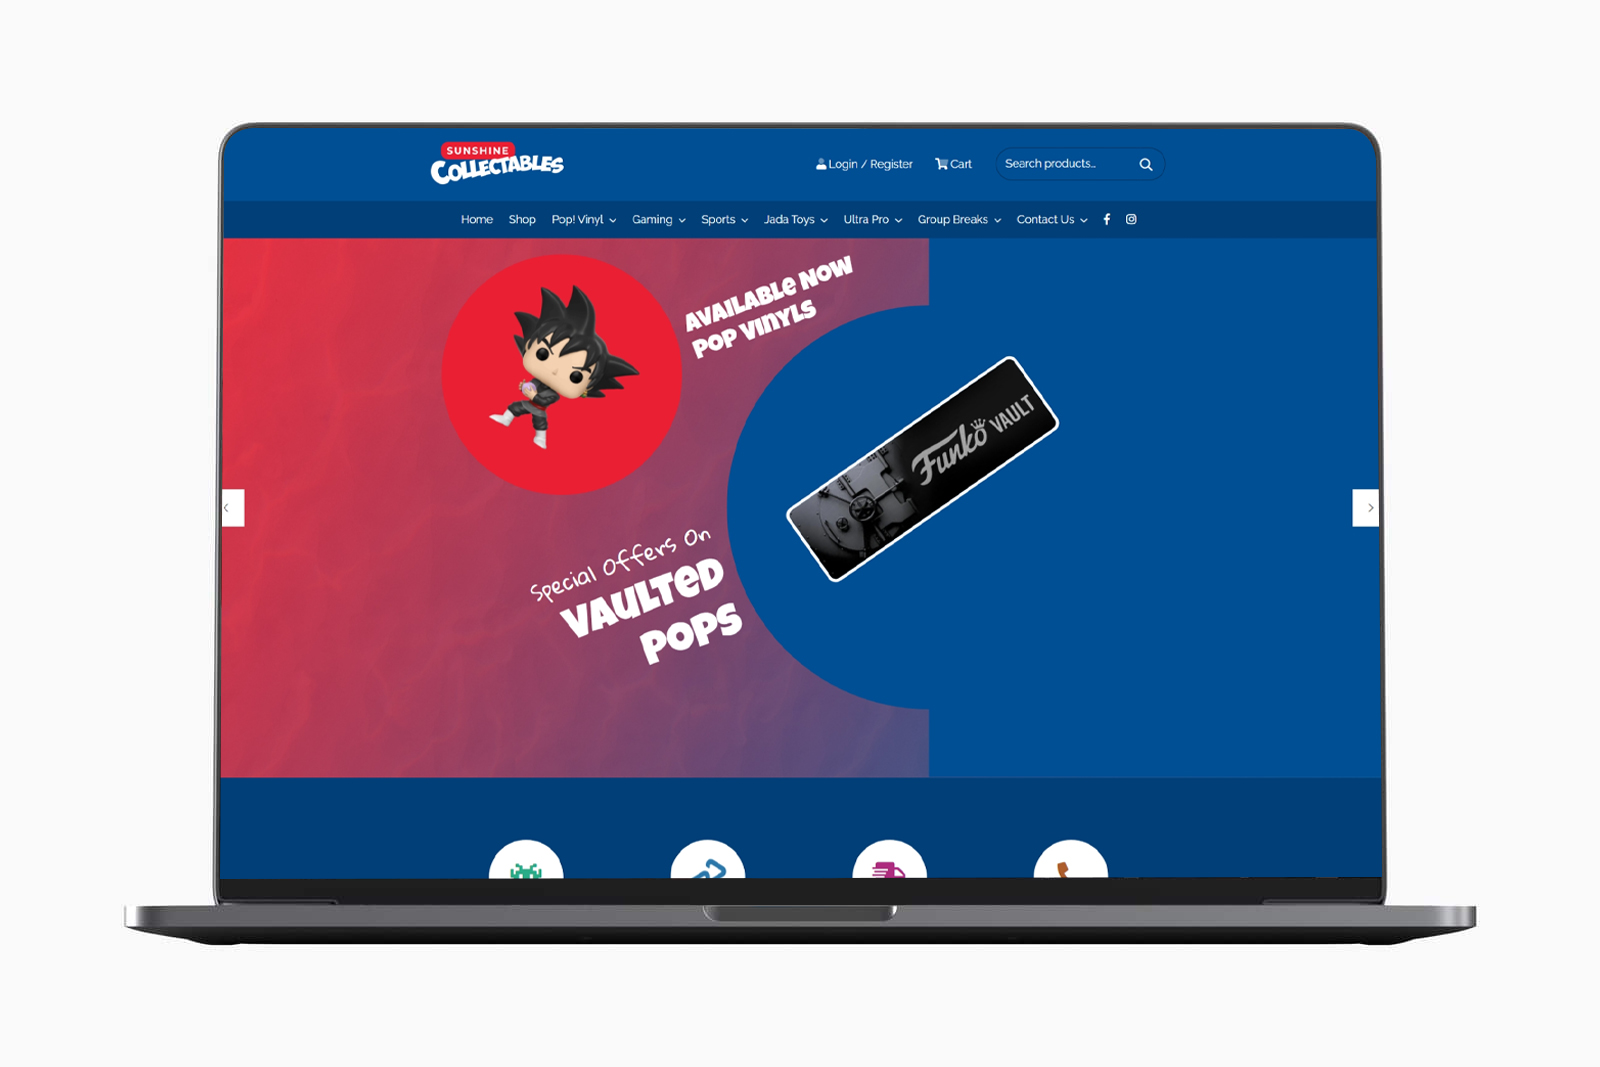 SUNSHINE
COLLECTABLES
Login / Register
Cart
Search products...
Home
Shop
Pop! Vinyl
Gaming
Sports
Jada Toys
Ultra Pro
Group Breaks
Contact Us
AVAILABLE NOW
POP VINYLS
Funko VAULT
Special Offers On
VAULTED
POPS